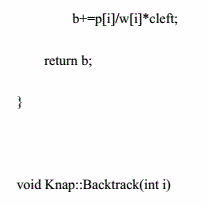 b+=p[i]/w[i]*cleft;
return b;
}
void Knap::Backtrack(int i)